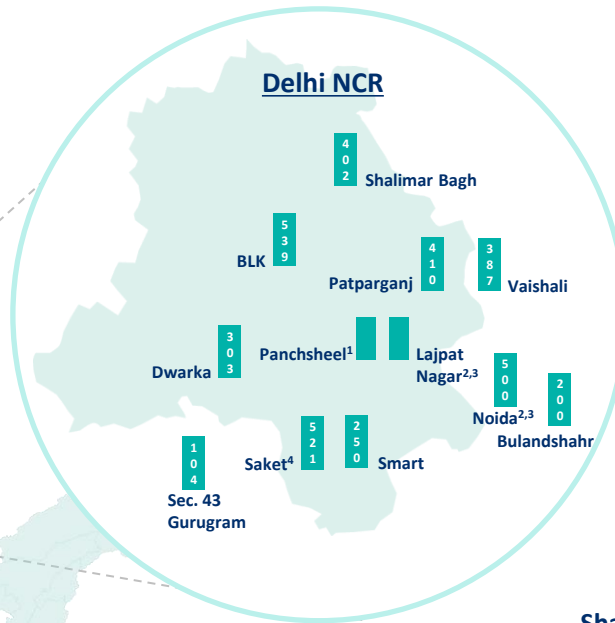 Delhi NCR
402
Shalimar Bagh
539
BLK
410
Patparganj
387
Vaishali
303
Dwarka
Panchsheel1
Lajpat
Nagar2,3
500
Noida2,3
200
Bulandshahr
521
Saket4
250
Smart
104
Sec. 43
Gurugram